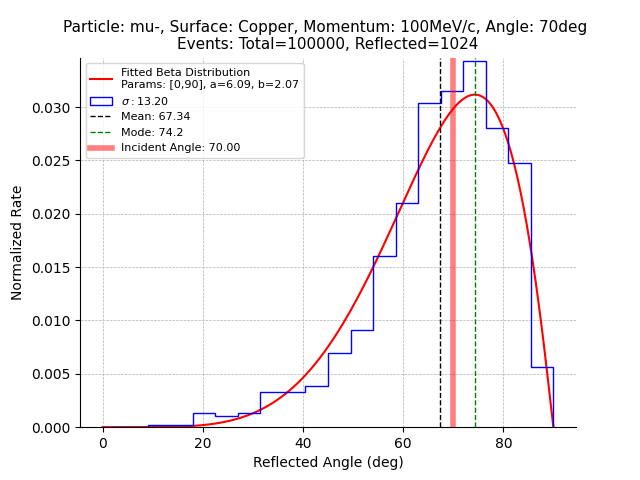 Particle: mu-, Surface: Copper, Momentum: 100MeV/c, Angle: 70deg
Events: Total=100000, Reflected=1024
Fitted Beta Distribution
Params: [0,90], a=6.09, b=2.07
σ: 13.20
Mean: 67.34
Mode: 74.2
Incident Angle: 70.00
Normalized Rate
0.030
0.025
0.020
0.015
0.010
0.005
0.000
0
20
40
60
80
Reflected Angle (deg)